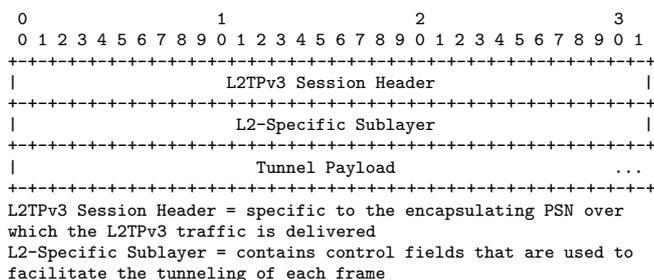 0                   1                   2                   3
 0 1 2 3 4 5 6 7 8 9 0 1 2 3 4 5 6 7 8 9 0 1 2 3 4 5 6 7 8 9 0 1
+-+-+-+-+-+-+-+-+-+-+-+-+-+-+-+-+-+-+-+-+-+-+-+-+-+-+-+-+-+-+-+-+
|                     L2TPv3 Session Header                     |
+-+-+-+-+-+-+-+-+-+-+-+-+-+-+-+-+-+-+-+-+-+-+-+-+-+-+-+-+-+-+-+-+
|                      L2-Specific Sublayer                     |
+-+-+-+-+-+-+-+-+-+-+-+-+-+-+-+-+-+-+-+-+-+-+-+-+-+-+-+-+-+-+-+-+
|                        Tunnel Payload                      ...
+-+-+-+-+-+-+-+-+-+-+-+-+-+-+-+-+-+-+-+-+-+-+-+-+-+-+-+-+-+-+-+-+
L2TPv3 Session Header = specific to the encapsulating PSN over
which the L2TPv3 traffic is delivered
L2-Specific Sublayer = contains control fields that are used to
facilitate the tunneling of each frame